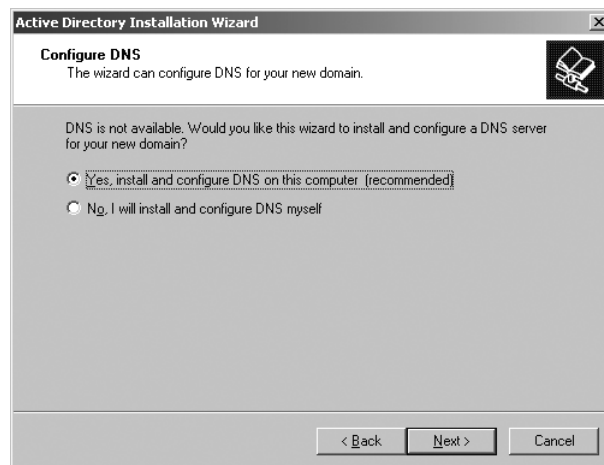 Active Directory Installation Wizard
Configure DNS
The wizard can configure DNS for your new domain.
DNS is not available. Would you like this wizard to install and configure a DNS server
for your new domain?
Yes, install and configure DNS on this computer (recommended)
No, I will install and configure DNS myself
< Back
Next >
Cancel